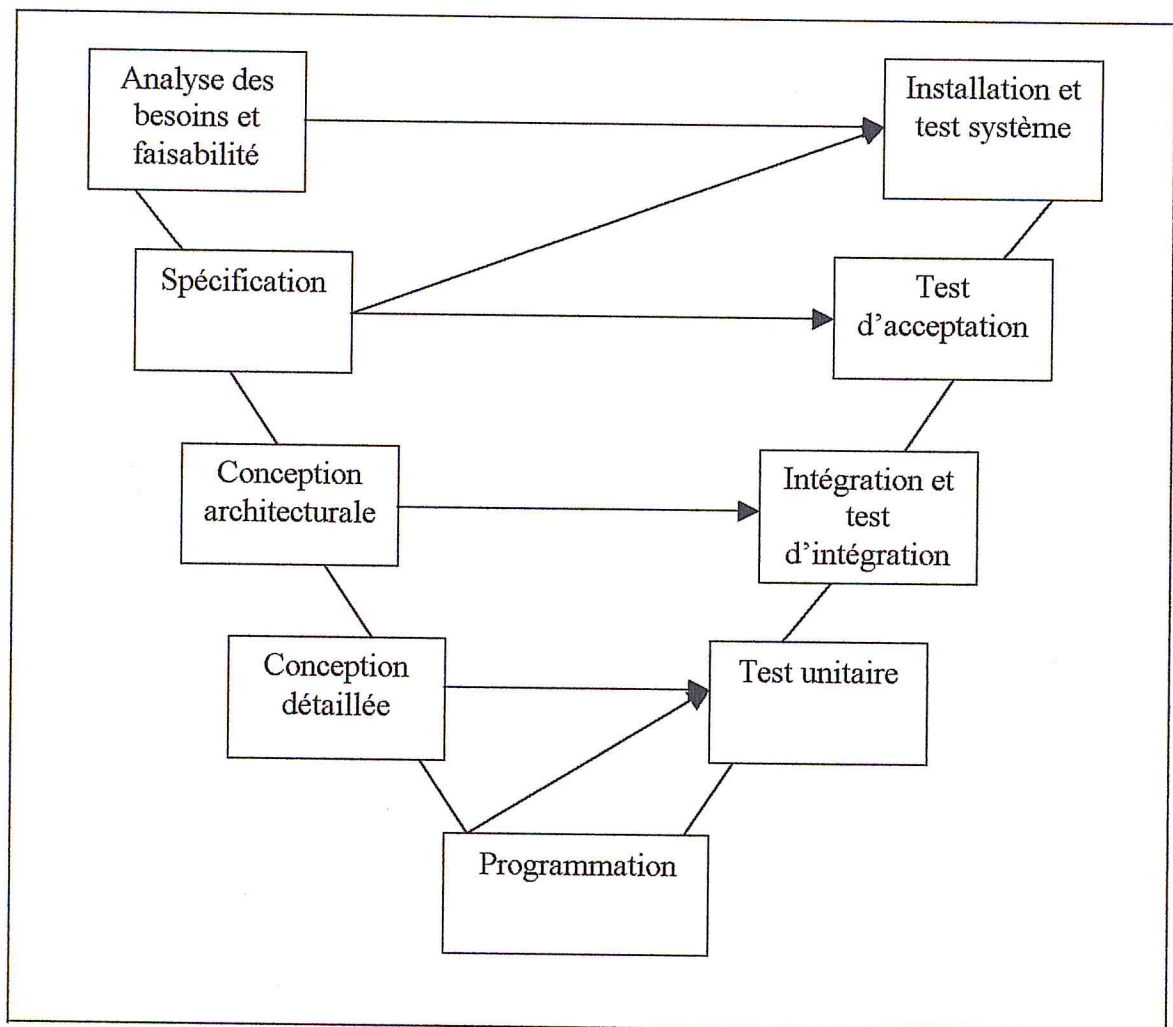 Analyse des
besoins et
faisabilité
Installation et
test système
Spécification
Test
d’acceptation
Conception
architecturale
Intégration et
test
d’intégration
Conception
détaillée
Test unitaire
Programmation